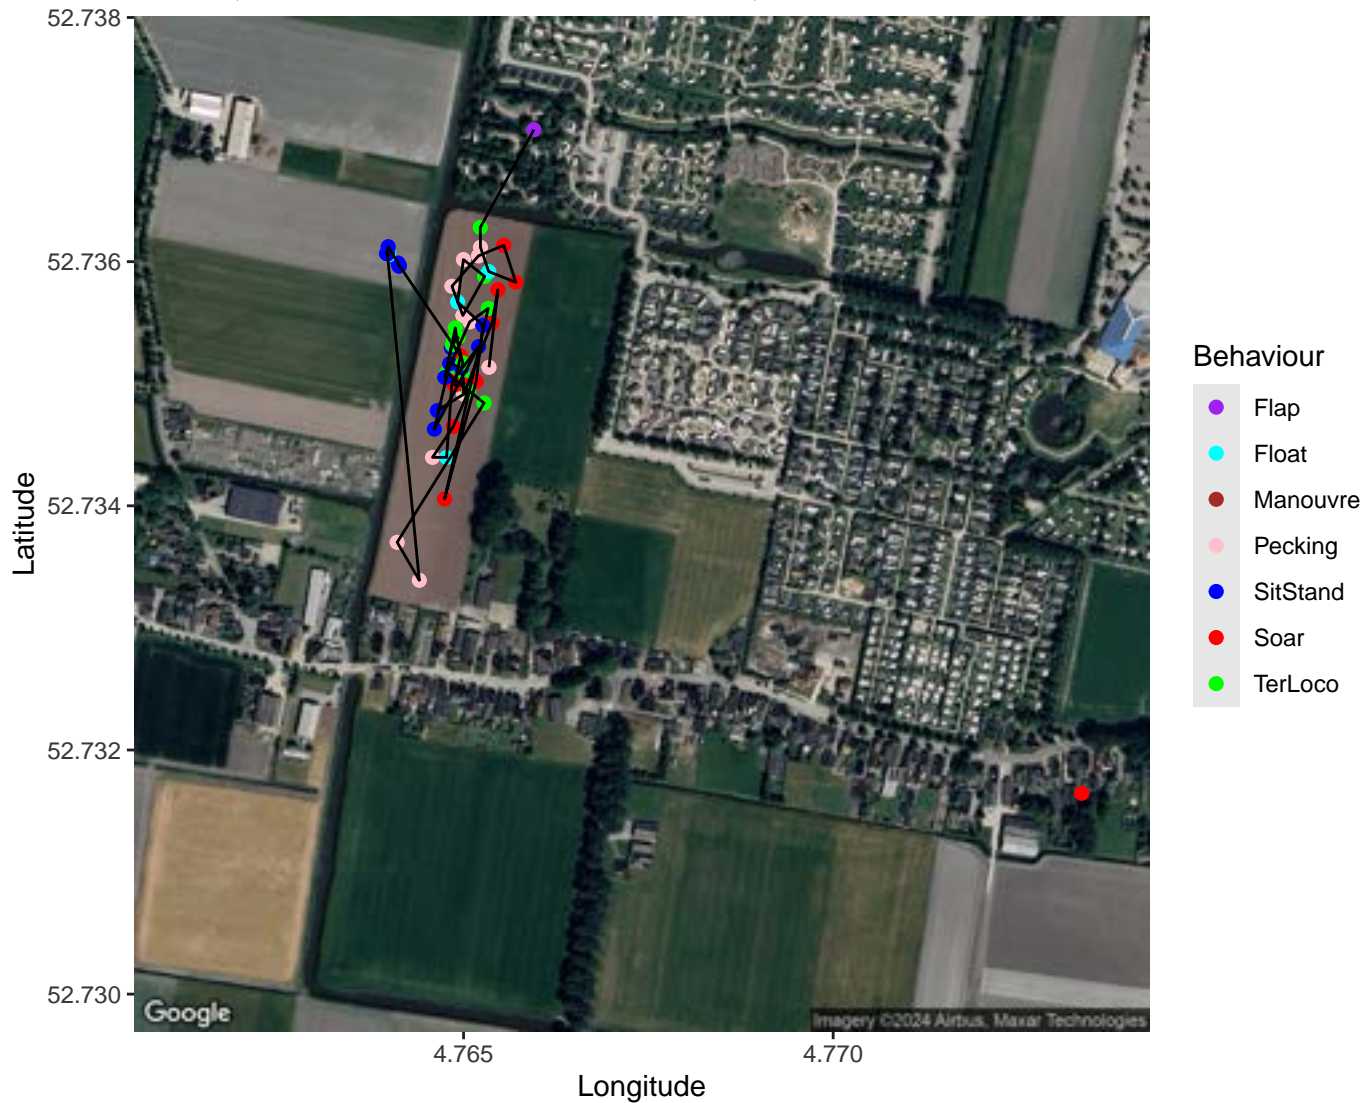 52.738
52.736
52.734
52.732
52.730
Latitude
4.765
4.770
Longitude
Google
Imagery ©2024 Airbus, Maxar Technologies
Behaviour
Flap
Float
Manouvre
Pecking
SitStand
Soar
TerLoco